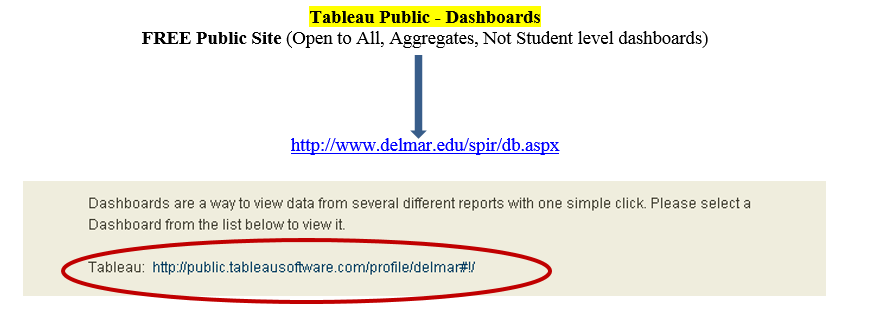 Tableau Public - Dashboards
FREE Public Site (Open to All, Aggregates, Not Student level dashboards)
http://www.delmar.edu/spir/db.aspx
Dashboards are a way to view data from several different reports with one simple click. Please select a
Dashboard from the list below to view it.
Tableau: http://public.tableausoftware.com/profile/delmar#!/